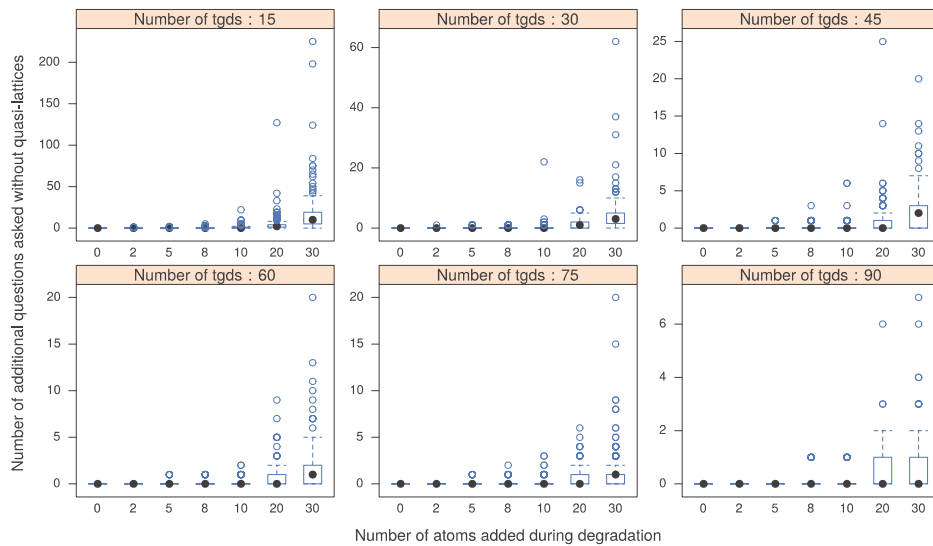 Number of tgds : 15
Number of tgds : 30
Number of tgds : 45
200
150
100
50
0
60
40
20
0
25
20
15
10
5
0
0 2 5 8 10 20 30
0 2 5 8 10 20 30
0 2 5 8 10 20 30
Number of tgds : 60
Number of tgds : 75
Number of tgds : 90
20
15
10
5
0
20
15
10
5
0
6
4
2
0
0 2 5 8 10 20 30
0 2 5 8 10 20 30
0 2 5 8 10 20 30
Number of additional questions asked without quasi-lattices
Number of atoms added during degradation